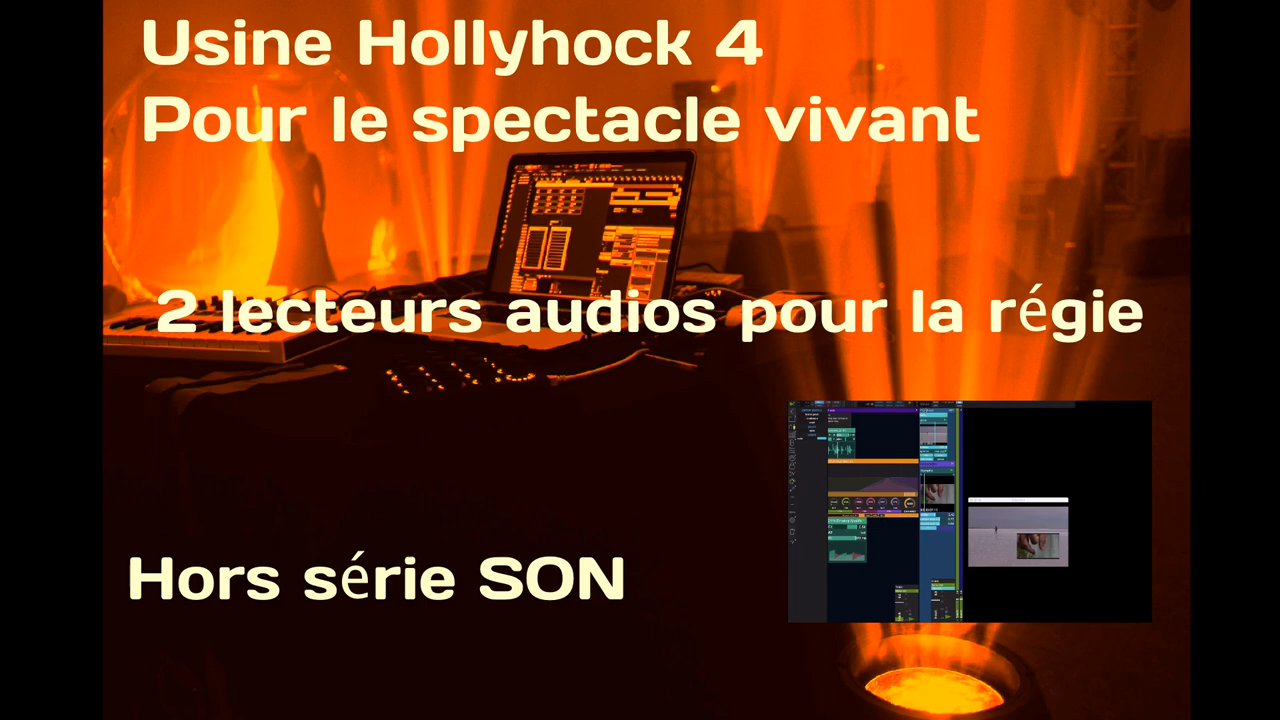 Usine Hollyhock 4
Pour le spectacle vivant
2 lecteurs audios pour la régie
Hors série SON